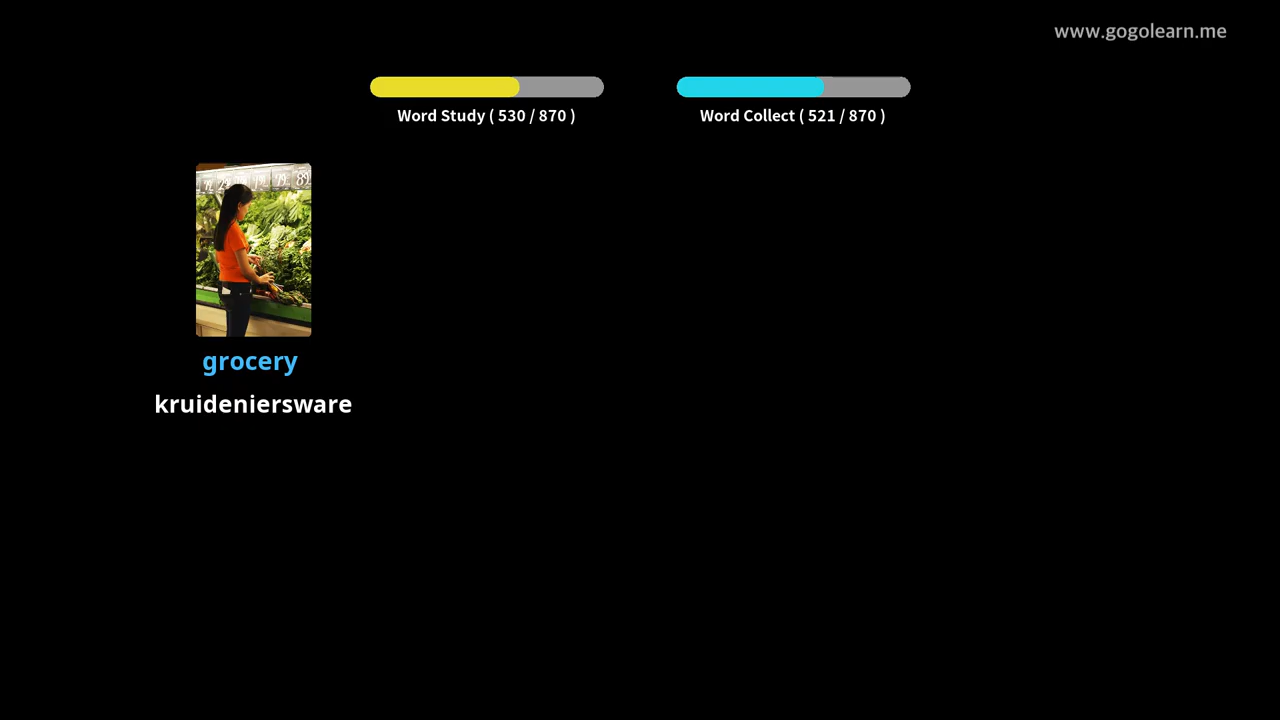 www.gogolearn.me
Word Study ( 530 / 870 )
Word Collect ( 521 / 870 )
grocery
kruideniersware